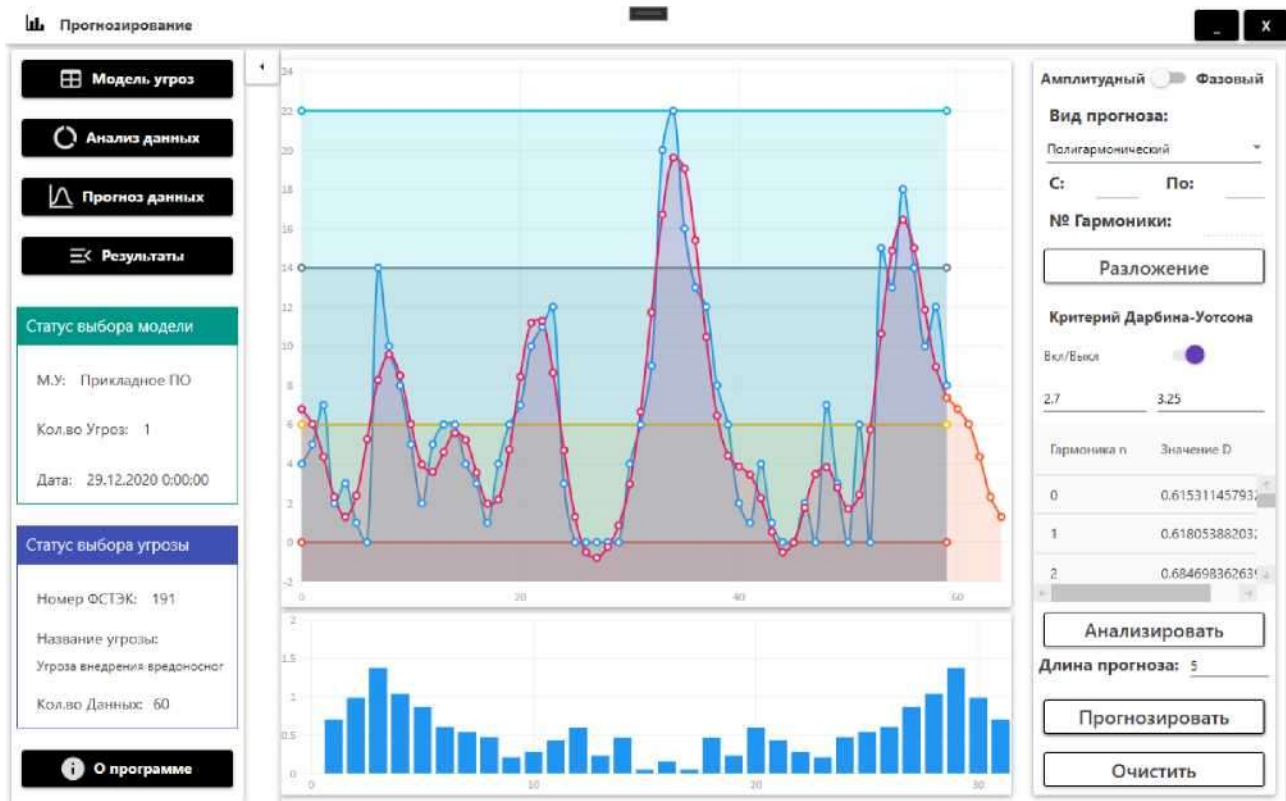 Прогнозирование
_ X
Модель угроз
Анализ данных
Прогноз данных
Результаты
Статус выбора модели
М.У: Прикладное ПО
Кол.во Угроз: 1
Дата: 29.12.2020 0:00:00
Статус выбора угрозы
Номер ФСТЭК: 191
Название угрозы:
Угроза внедрения вредоносног
Кол.во Данных: 60
О программе
24
22
20
18
16
14
12
10
8
6
4
2
0
-2
0 20 40 60
2
1.5
1
0.5
0
0 10 20 30
Амплитудный Фазовый
Вид прогноза:
Полигармонический
С: По:
№ Гармоники:
Разложение
Критерий Дарбина-Уотсона
Вкл/Выкл
2.7 3.25
Гармоника n Значение D
0 0.61531145793
1 0.61805388203
2 0.68469836263
Анализировать
Длина прогноза: 5
Прогнозировать
Очистить